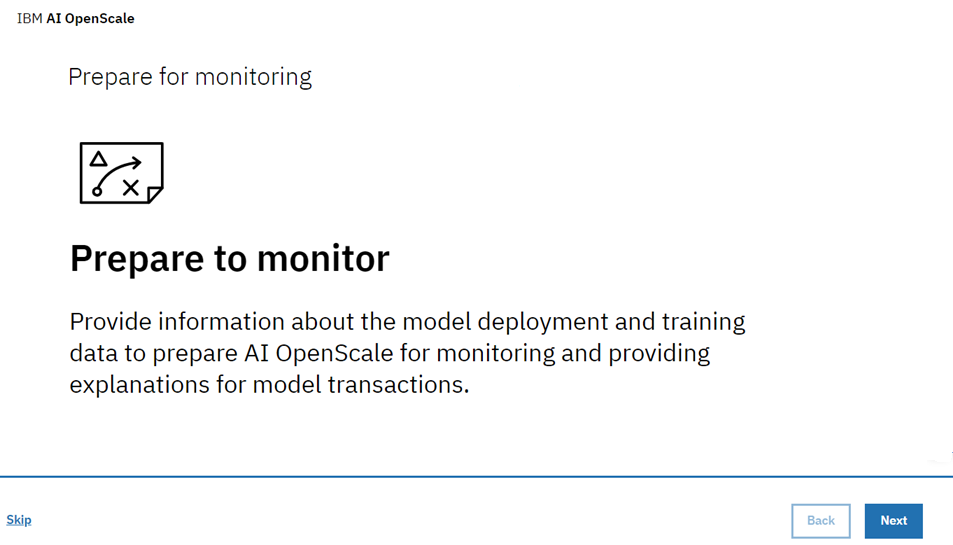 IBM AI OpenScale
Prepare for monitoring
Prepare to monitor
Provide information about the model deployment and training
data to prepare AI OpenScale for monitoring and providing
explanations for model transactions.
Skip
Back
Next